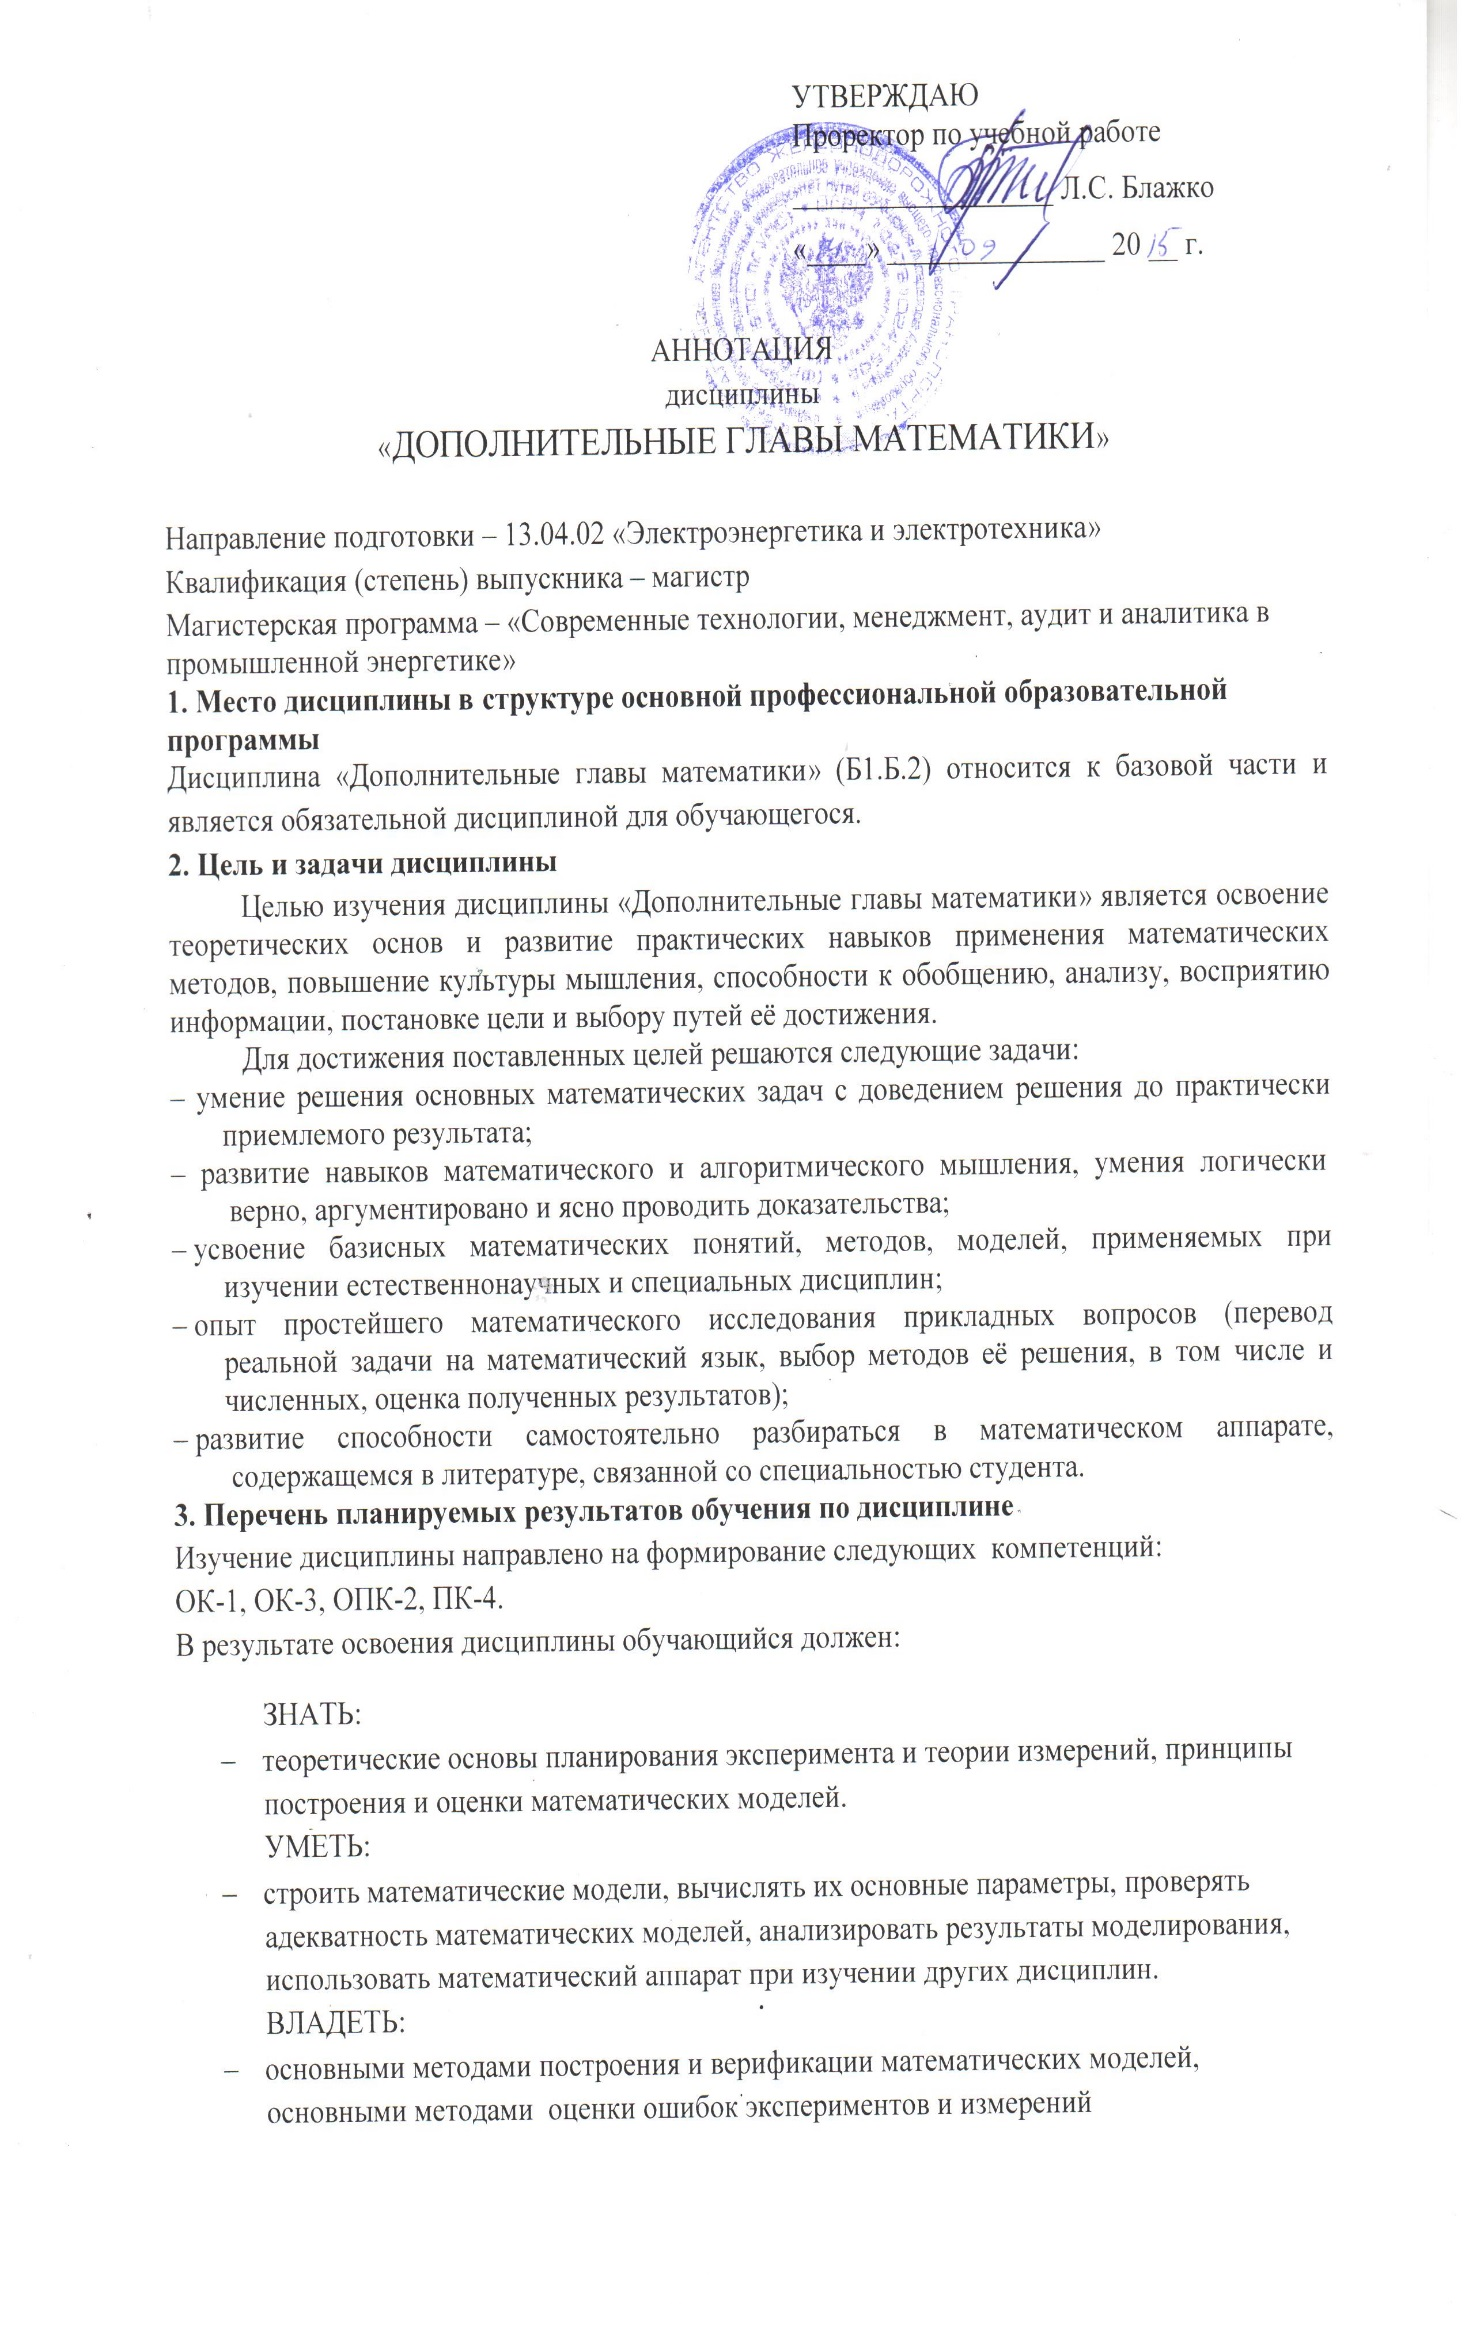 УТВЕРЖДАЮ
Проректор по учебной работе
Л.С. Блажко
«____» 09 2015 г.
АННОТАЦИЯ
дисциплины
«ДОПОЛНИТЕЛЬНЫЕ ГЛАВЫ МАТЕМАТИКИ»
Направление подготовки – 13.04.02 «Электроэнергетика и электротехника»
Квалификация (степень) выпускника – магистр
Магистерская программа – «Современные технологии, менеджмент, аудит и аналитика в
промышленной энергетике»
1. Место дисциплины в структуре основной профессиональной образовательной
программы
Дисциплина «Дополнительные главы математики» (Б1.Б.2) относится к базовой части и
является обязательной дисциплиной для обучающегося.
2. Цель и задачи дисциплины
Целью изучения дисциплины «Дополнительные главы математики» является освоение
теоретических основ и развитие практических навыков применения математических
методов, повышение культуры мышления, способности к обобщению, анализу, восприятию
информации, постановке цели и выбору путей её достижения.
Для достижения поставленных целей решаются следующие задачи:
– умение решения основных математических задач с доведением решения до практически
приемлемого результата;
– развитие навыков математического и алгоритмического мышления, умения логически
верно, аргументировано и ясно проводить доказательства;
– усвоение базисных математических понятий, методов, моделей, применяемых при
изучении естественнонаучных и специальных дисциплин;
– опыт простейшего математического исследования прикладных вопросов (перевод
реальной задачи на математический язык, выбор методов её решения, в том числе и
численных, оценка полученных результатов);
– развитие способности самостоятельно разбираться в математическом аппарате,
содержащемся в литературе, связанной со специальностью студента.
3. Перечень планируемых результатов обучения по дисциплине
Изучение дисциплины направлено на формирование следующих компетенций:
ОК-1, ОК-3, ОПК-2, ПК-4.
В результате освоения дисциплины обучающийся должен:
ЗНАТЬ:
– теоретические основы планирования эксперимента и теории измерений, принципы
построения и оценки математических моделей.
УМЕТЬ:
– строить математические модели, вычислять их основные параметры, проверять
адекватность математических моделей, анализировать результаты моделирования,
использовать математический аппарат при изучении других дисциплин.
ВЛАДЕТЬ:
– основными методами построения и верификации математических моделей,
основными методами оценки ошибок экспериментов и измерений